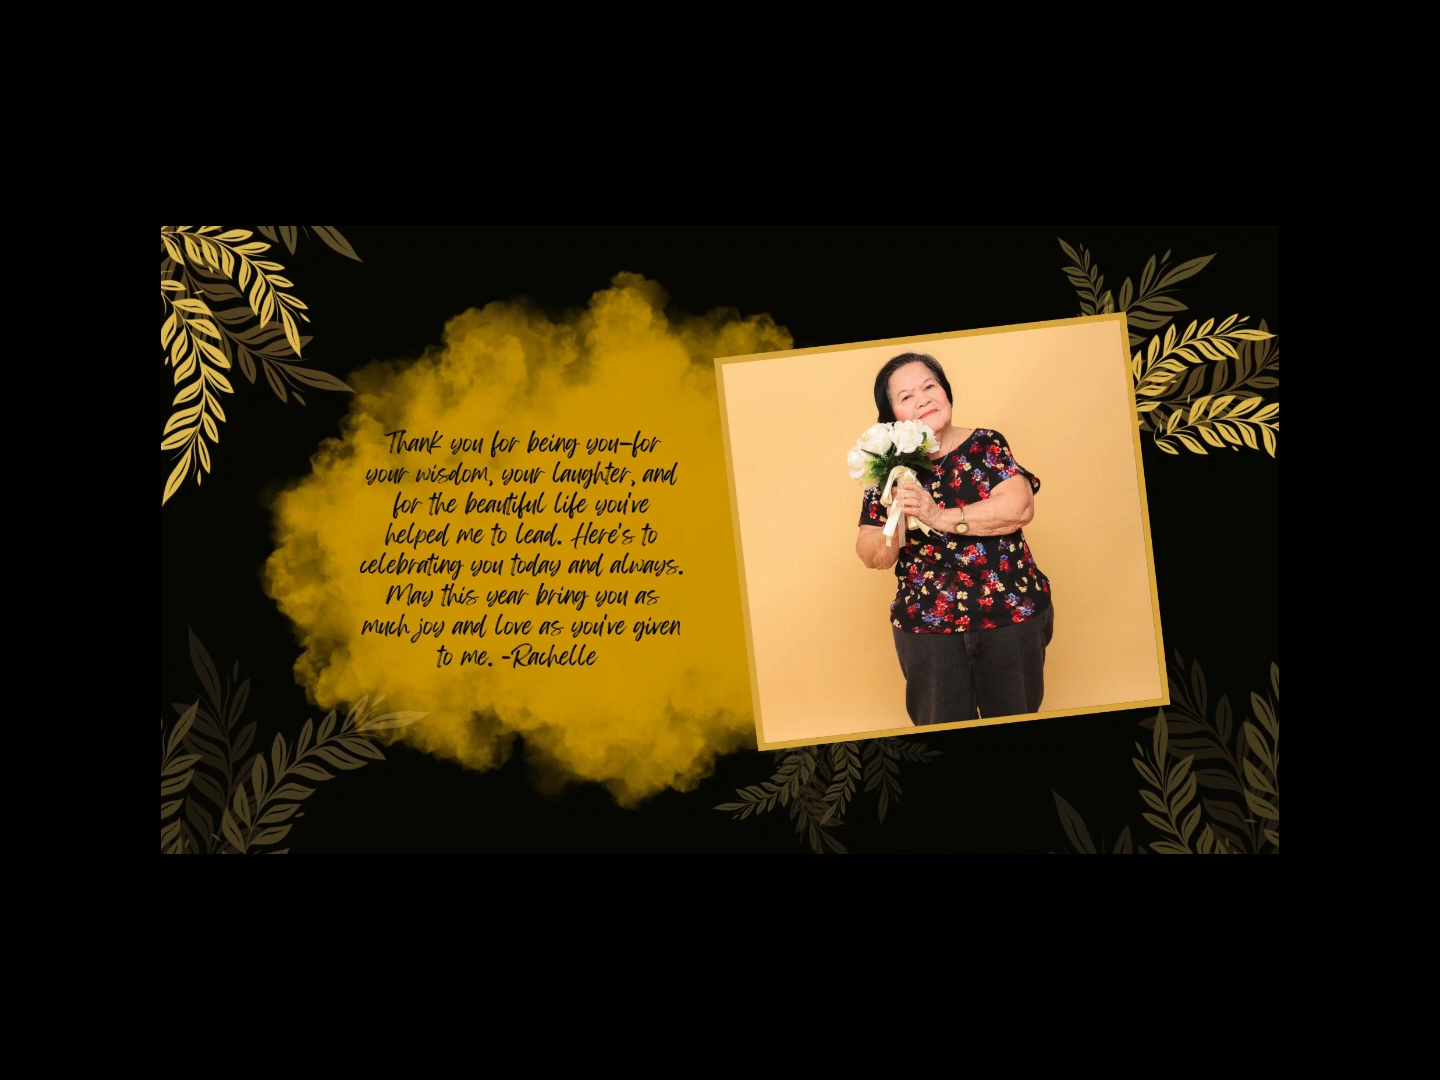 Thank you for being you-for
your wisdom, your laughter, and
for the beautiful life you've
helped me to lead. Here's to
celebrating you today and always.
May this year bring you as
much joy and love as you've given
to me. -Rachelle